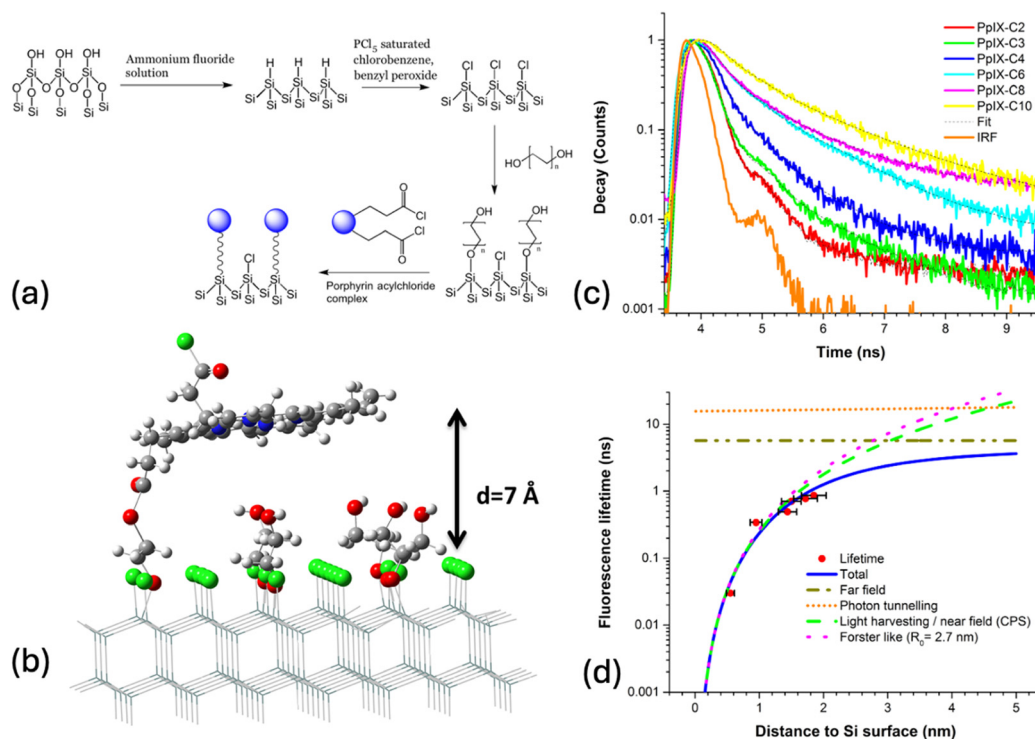 OH OH OH
Si Si Si
O O O O O O
Si Si Si Si
Ammonium fluoride
solution
H H H
Si Si Si
Si Si Si Si
PCl5 saturated
chlorobenzene,
benzyl peroxide
Cl Cl Cl
Si Si Si
Si Si Si Si
HO OH
n
O
Cl
O
Cl
Porphyrin acylchloride
complex
Cl
Si Si Si
Si Si Si Si
OH OH
n n
O Cl O
Si Si Si
Si Si Si Si
(a)
d=7 Å
(b)
PpIX-C2
PpIX-C3
PpIX-C4
PpIX-C6
PpIX-C8
PpIX-C10
Fit
IRF
Decay (Counts)
1
0.1
0.01
0.001
4 5 6 7 8 9
Time (ns)
(c)
Fluorescence lifetime (ns)
10
1
0.1
0.01
0.001
0 1 2 3 4 5
Distance to Si surface (nm)
Lifetime
Total
Far field
Photon tunnelling
Light harvesting / near field (CPS)
Forster like (R0= 2.7 nm)
(d)